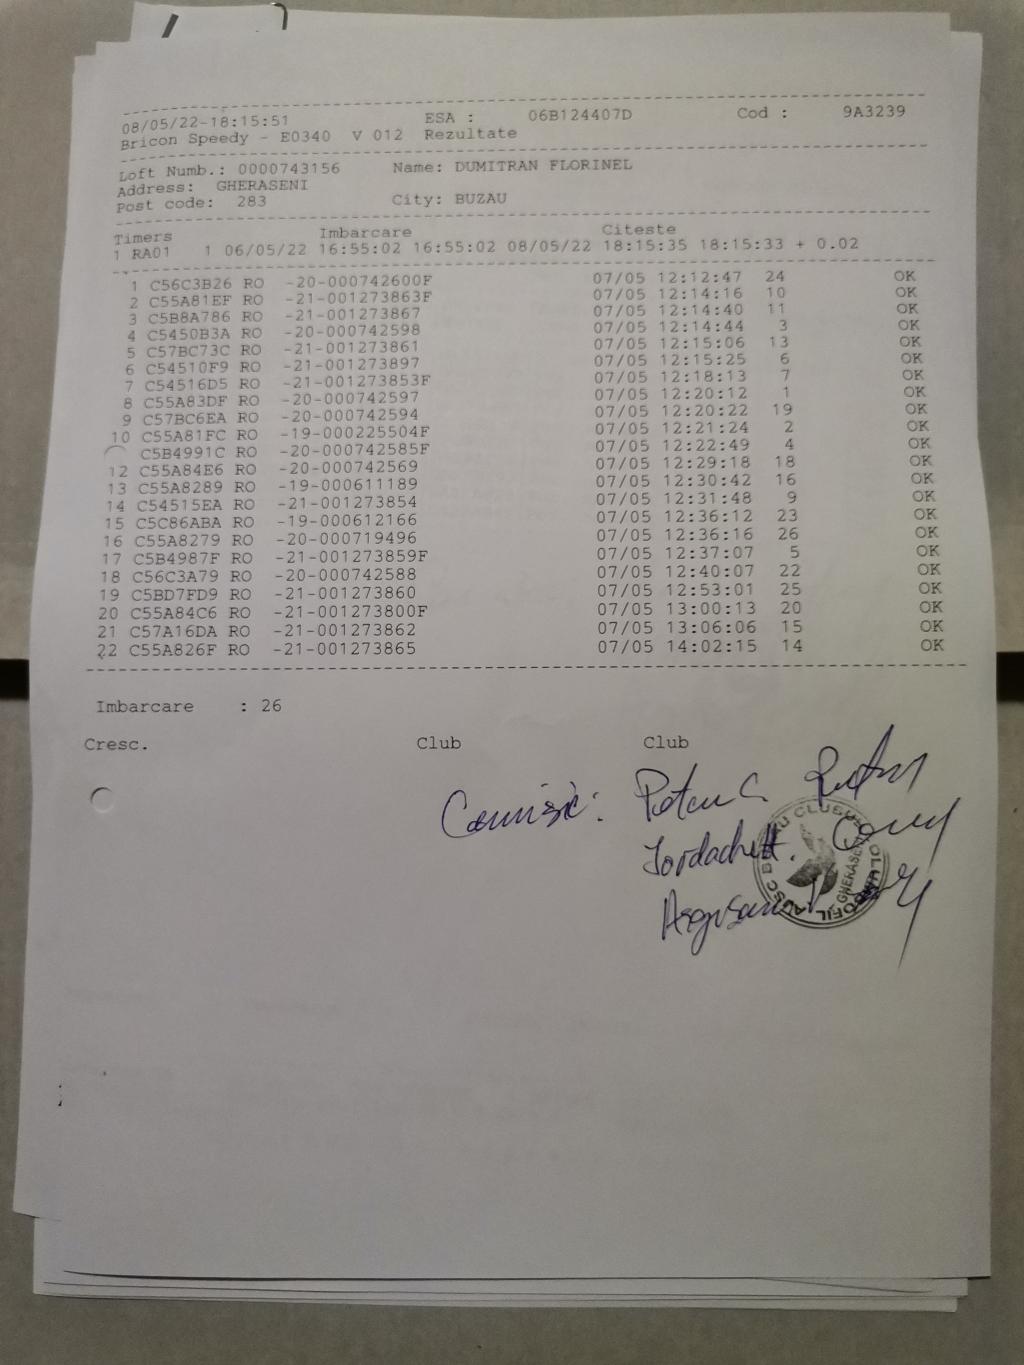 08/05/22-18:15:51 ESA : 06B124407D Cod : 9A3239
Bricon Speedy - E0340 V 012 Rezultate
Loft Numb.: 0000743156 Name: DUMITRAN FLORINEL
Address: GHERASENI
Post code: 283 City: BUZAU
Timers Imbarcare Citeste
1 RA01 1 06/05/22 16:55:02 16:55:02 08/05/22 18:15:35 18:15:33 + 0.02
1 C56C3B26 RO -20-000742600F 07/05 12:12:47 24 OK
2 C55A81EF RO -21-001273863F 07/05 12:14:16 10 OK
3 C5B8A786 RO -21-001273867 07/05 12:14:40 11 OK
4 C5450B3A RO -20-000742598 07/05 12:14:44 3 OK
5 C57BC73C RO -21-001273861 07/05 12:15:06 13 OK
6 C54510F9 RO -21-001273897 07/05 12:15:25 6 OK
7 C54516D5 RO -21-001273853F 07/05 12:18:13 7 OK
8 C55A83DF RO -20-000742597 07/05 12:20:12 1 OK
9 C57BC6EA RO -20-000742594 07/05 12:20:22 19 OK
10 C55A81FC RO -19-000225504F 07/05 12:21:24 2 OK
C5B4991C RO -20-000742585F 07/05 12:22:49 4 OK
12 C55A84E6 RO -20-000742569 07/05 12:29:18 18 OK
13 C55A8289 RO -19-000611189 07/05 12:30:42 16 OK
14 C54515EA RO -21-001273854 07/05 12:31:48 9 OK
15 C5C86ABA RO -19-000612166 07/05 12:36:12 23 OK
16 C55A8279 RO -20-000719496 07/05 12:36:16 26 OK
17 C5B4987F RO -21-001273859F 07/05 12:37:07 5 OK
18 C56C3A79 RO -20-000742588 07/05 12:40:07 22 OK
19 C5BD7FD9 RO -21-001273860 07/05 12:53:01 25 OK
20 C55A84C6 RO -21-001273800F 07/05 13:00:13 20 OK
21 C57A16DA RO -21-001273862 07/05 13:06:06 15 OK
22 C55A826F RO -21-001273865 07/05 14:02:15 14 OK
Imbarcare : 26
Cresc. Club Club